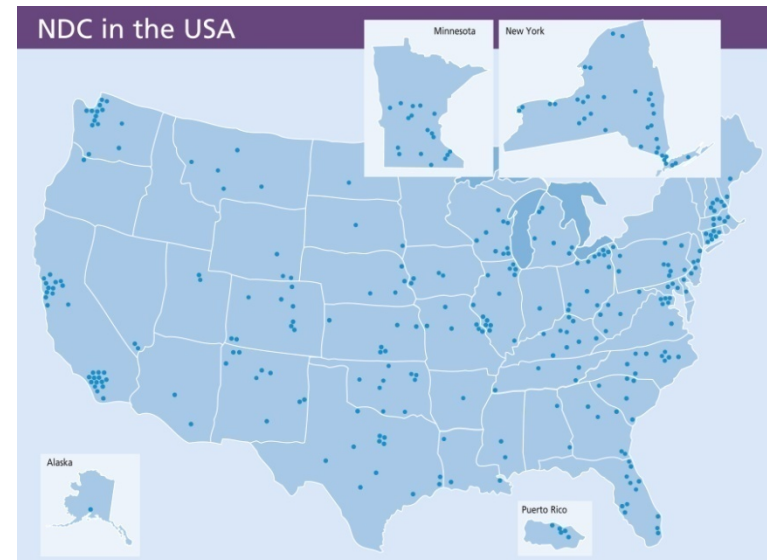 NDC in the USA
Minnesota
New York
Alaska
Puerto Rico